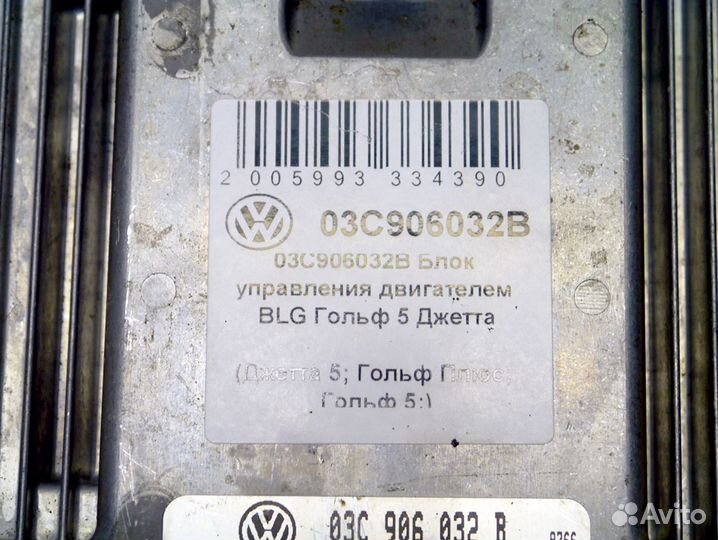 2 005993 334390
03C906032B
03C906032B Блок
управления двигателем
BLG Гольф 5 Джетта
(Джетта 5; Гольф Плюс;
Гольф 5;)
03C 906 032 B
Avito